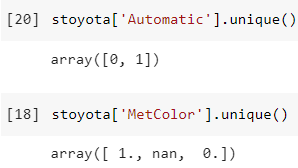 [20] stoyota['Automatic'].unique()
array([0, 1])
[18] stoyota['MetColor'].unique()
array([ 1., nan,  0.])